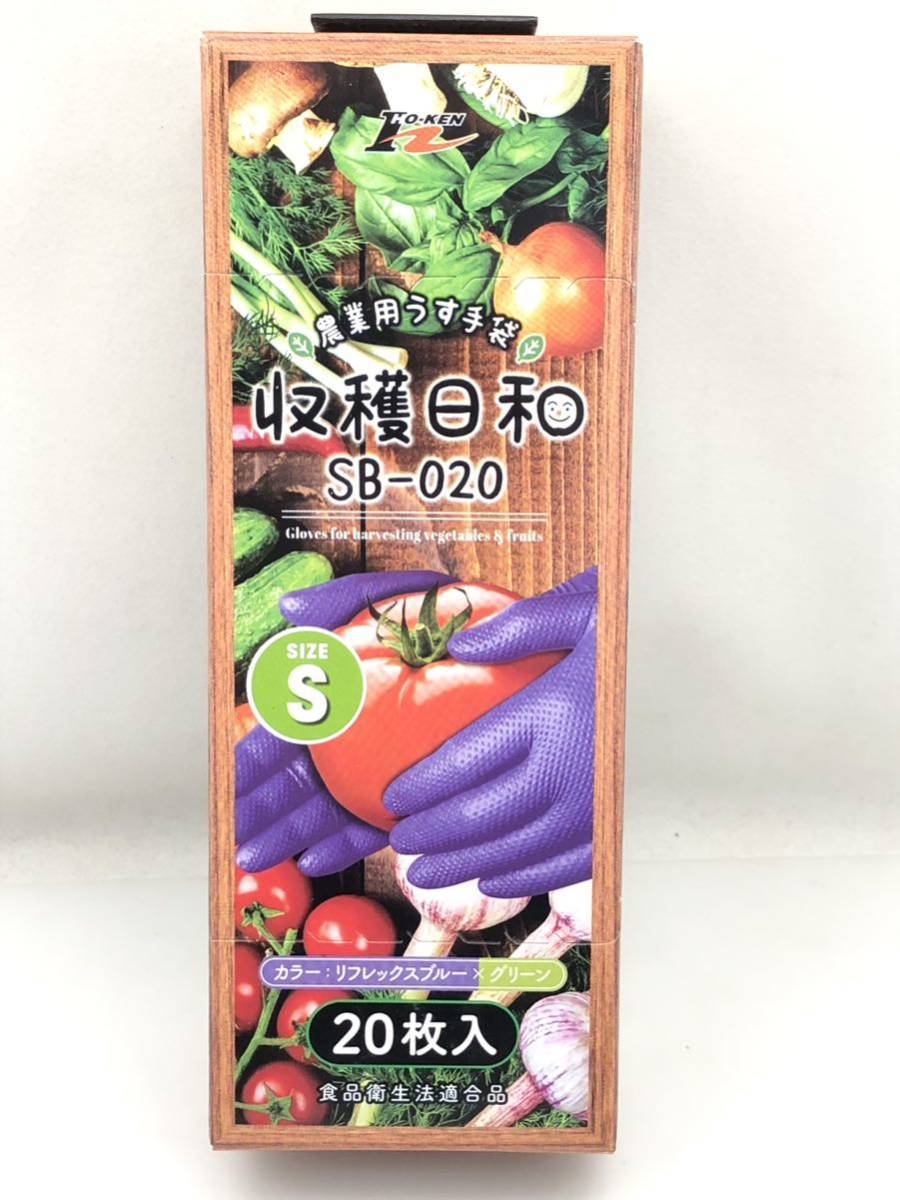 HO-KEN
農業用うす手袋
収穫日和
SB-020
Gloves for harvesting vegetables & fruits
SIZE
S
カラー：リフレックスブルー×グリーン
20枚入
食品衛生法適合品